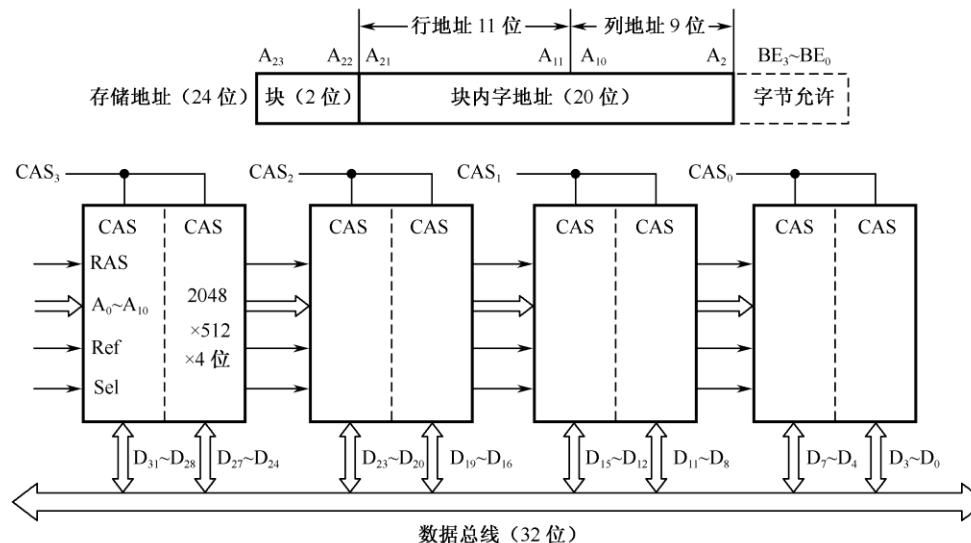 行地址 11 位 列地址 9 位
A₂₃ A₂₂ A₂₁ A₁₁ A₁₀ A₂ BE₃~BE₀
存储地址（24 位） 块（2 位） 块内字地址（20 位） 字节允许
CAS₃ CAS₂ CAS₁ CAS₀
CAS CAS CAS CAS CAS CAS CAS CAS
RAS
A₀~A₁₀ 2048
×512
Ref ×4 位
Sel
D₃₁~D₂₈ D₂₇~D₂₄ D₂₃~D₂₀ D₁₉~D₁₆ D₁₅~D₁₂ D₁₁~D₈ D₇~D₄ D₃~D₀
数据总线（32 位）